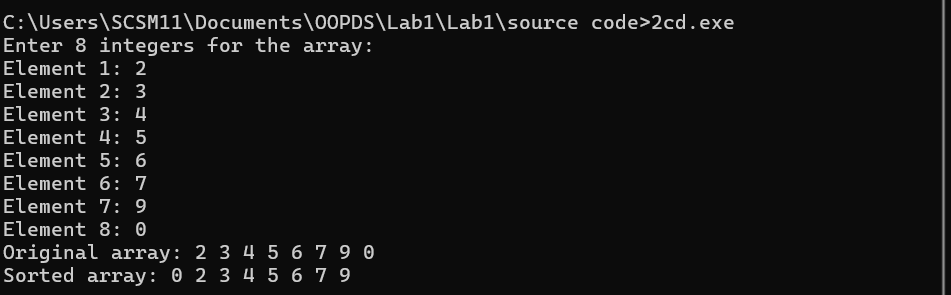 C:\Users\SCSM11\Documents\OOPDS\Lab1\Lab1\source code>2cd.exe
Enter 8 integers for the array:
Element 1: 2
Element 2: 3
Element 3: 4
Element 4: 5
Element 5: 6
Element 6: 7
Element 7: 9
Element 8: 0
Original array: 2 3 4 5 6 7 9 0
Sorted array: 0 2 3 4 5 6 7 9